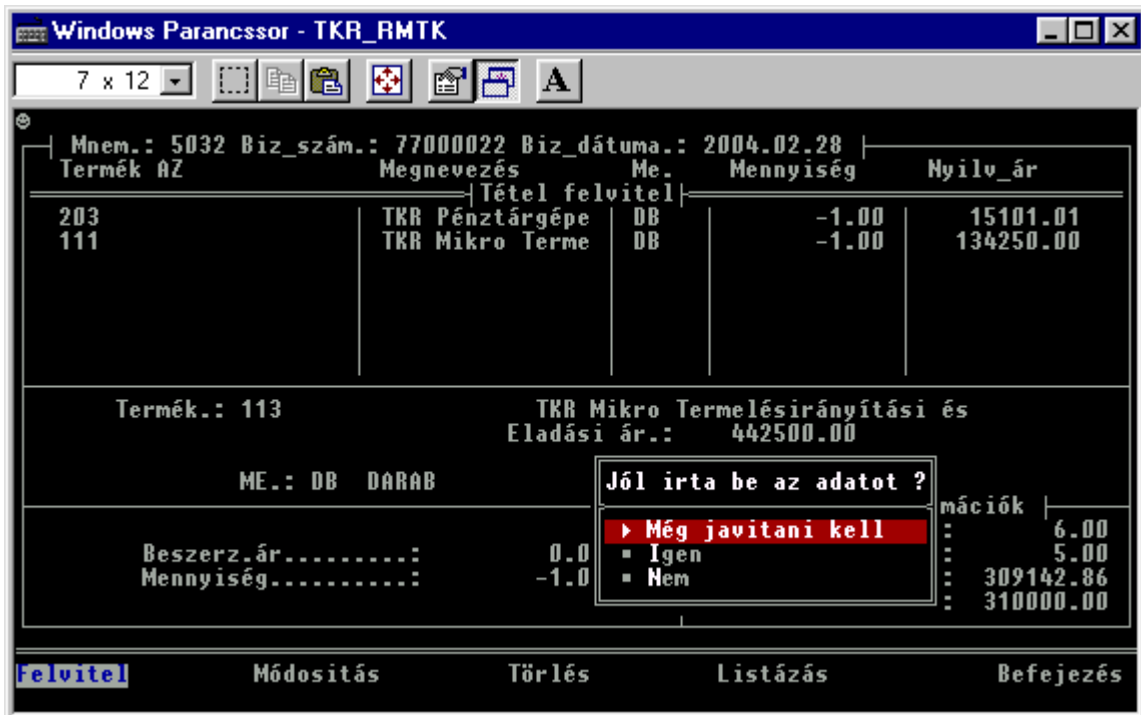 Windows Parancssor - TKR_RMTK
7 x 12 A
Mnem.: 5032 Biz_szám.: 77000022 Biz_dátuma.: 2004.02.28
Termék AZ Megnevezés Me. Mennyiség Nyilv_ár
Tétel felvitel
203 TKR Pénztárgépe DB -1.00 15101.01
111 TKR Mikro Terme DB -1.00 134250.00
Termék.: 113 TKR Mikro Termelésirányítási és
Eladási ár.: 442500.00
ME.: DB DARAB Jól irta be az adatot ?
mációk
Még javitani kell : 6.00
Beszerz.ár..........: 0.0 Igen : 5.00
Mennyiség...........: -1.0 Nem : 309142.86
: 310000.00
Felvitel Módositás Törlés Listázás Befejezés